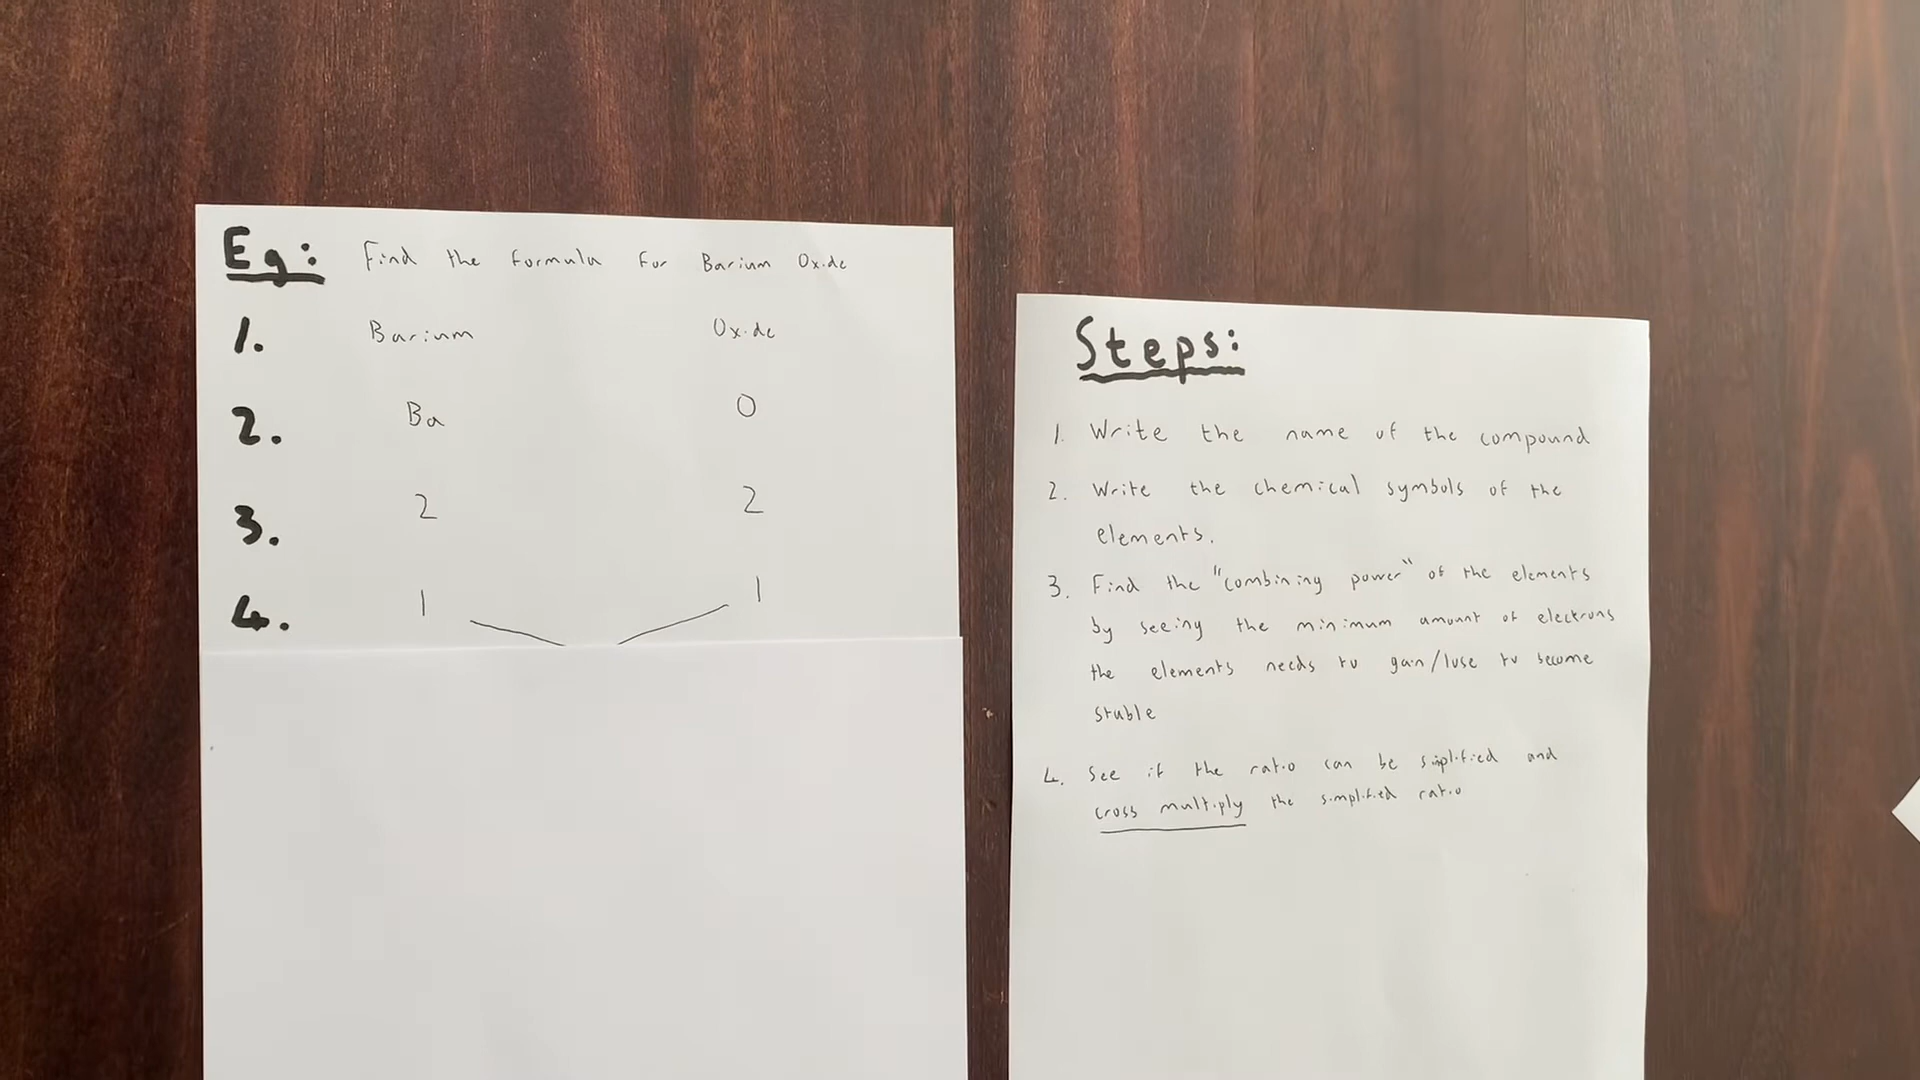 Eg: Find the formula for Barium Oxide
1. Barium Oxide
2. Ba O
3. 2 2
4. 1 1
Steps:
1. Write the name of the compound
2. Write the chemical symbols of the
elements.
3. Find the "combining power" of the elements
by seeing the minimum amount of electrons
the elements needs to gain/lose to become
stable
4. See if the ratio can be simplified and
cross multiply the simplified ratio